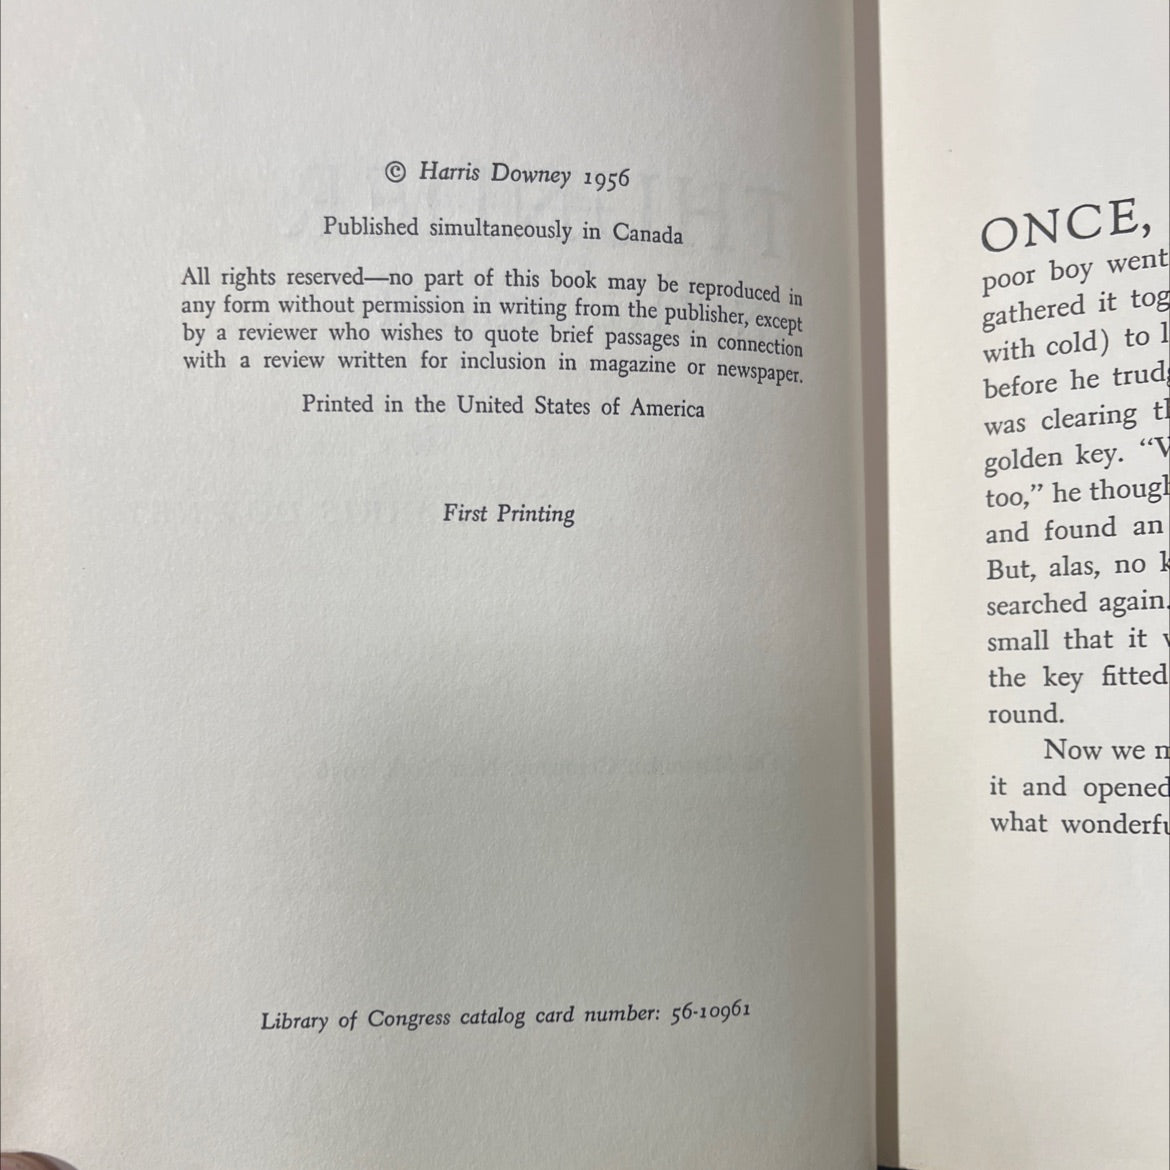 © Harris Downey 1956
Published simultaneously in Canada
All rights reserved—no part of this book may be reproduced in
any form without permission in writing from the publisher, except
by a reviewer who wishes to quote brief passages in connection
with a review written for inclusion in magazine or newspaper.
Printed in the United States of America
First Printing
Library of Congress catalog card number: 56-10961
ONCE,
poor boy went
gathered it tog
with cold) to l
before he trudg
was clearing th
golden key. “W
too,” he though
and found an
But, alas, no k
searched again.
small that it w
the key fitted
round.
Now we m
it and opened
what wonderfu